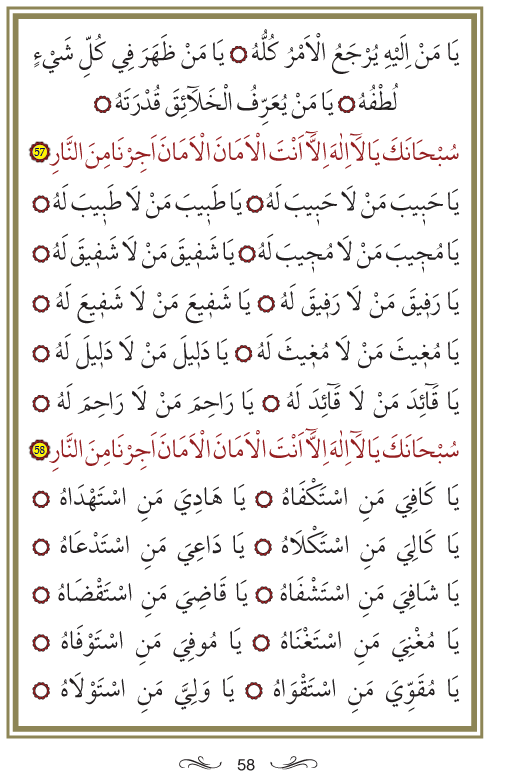 يَا مَنْ اِلَيْهِ يُرْجَعُ الْاَمْرُ كُلُّهُ ۞ يَا مَنْ ظَهَرَ فِي كُلِّ شَيْءٍ
لُطْفُهُ ۞ يَا مَنْ يُعَرِّفُ الْخَلَٓائِقَ قُدْرَتَهُ ۞
سُبْحَانَكَ يَا لَٓا اِلٰهَ اِلَّٓا اَنْتَ الْاَمَانَ الْاَمَانَ اَجِرْنَا مِنَ النَّارِ 57
يَا حَبِيبَ مَنْ لَا حَبِيبَ لَهُ ۞ يَا طَبِيبَ مَنْ لَا طَبِيبَ لَهُ ۞
يَا مُجِيبَ مَنْ لَا مُجِيبَ لَهُ ۞ يَا شَفِيقَ مَنْ لَا شَفِيقَ لَهُ ۞
يَا رَفِيقَ مَنْ لَا رَفِيقَ لَهُ ۞ يَا شَفِيعَ مَنْ لَا شَفِيعَ لَهُ ۞
يَا مُغِيثَ مَنْ لَا مُغِيثَ لَهُ ۞ يَا دَلِيلَ مَنْ لَا دَلِيلَ لَهُ ۞
يَا قَٓائِدَ مَنْ لَا قَٓائِدَ لَهُ ۞ يَا رَاحِمَ مَنْ لَا رَاحِمَ لَهُ ۞
سُبْحَانَكَ يَا لَٓا اِلٰهَ اِلَّٓا اَنْتَ الْاَمَانَ الْاَمَانَ اَجِرْنَا مِنَ النَّارِ 58
يَا كَافِيَ مَنِ اسْتَكْفَاهُ ۞ يَا هَادِيَ مَنِ اسْتَهْدَاهُ ۞
يَا كَالِيَ مَنِ اسْتَكْلَاهُ ۞ يَا دَاعِيَ مَنِ اسْتَدْعَاهُ ۞
يَا شَافِيَ مَنِ اسْتَشْفَاهُ ۞ يَا قَاضِيَ مَنِ اسْتَقْضَاهُ ۞
يَا مُغْنِيَ مَنِ اسْتَغْنَاهُ ۞ يَا مُوفِيَ مَنِ اسْتَوْفَاهُ ۞
يَا مُقَوِّيَ مَنِ اسْتَقْوَاهُ ۞ يَا وَلِيَّ مَنِ اسْتَوْلَاهُ ۞
58